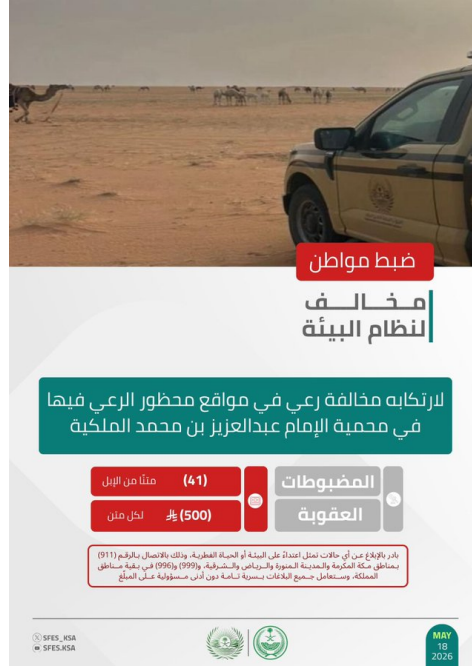 ضبط مواطن
مخالف
لنظام البيئة
لارتكابه مخالفة رعي في مواقع محظور الرعي فيها
في محمية الإمام عبدالعزيز بن محمد الملكية
المضبوطات
(41) متنًا من الإبل
العقوبة
(500) لكل متن
بادر بالإبلاغ عن أي حالات تمثل اعتداءً على البيئة أو الحياة الفطرية، وذلك بالاتصال بالرقم (911)
بمناطق مكة المكرمة والمدينة المنورة والرياض والشرقية، و(999) و(996) في بقية مناطق
المملكة، وستعامل جميع البلاغات بسرية تامة دون أدنى مسؤولية على المبلّغ
SFES_KSA
SFES.KSA
MAY
18
2026